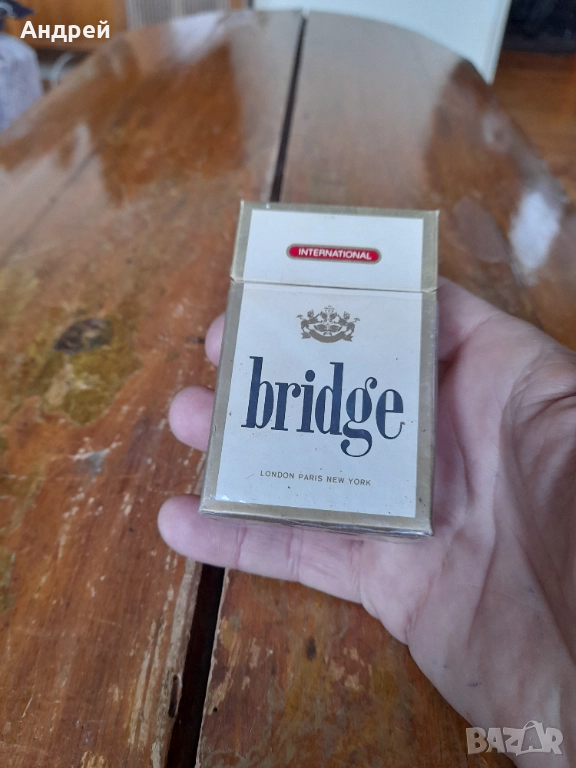 Андрей
INTERNATIONAL
bridge
LONDON PARIS NEW YORK
BAZAR